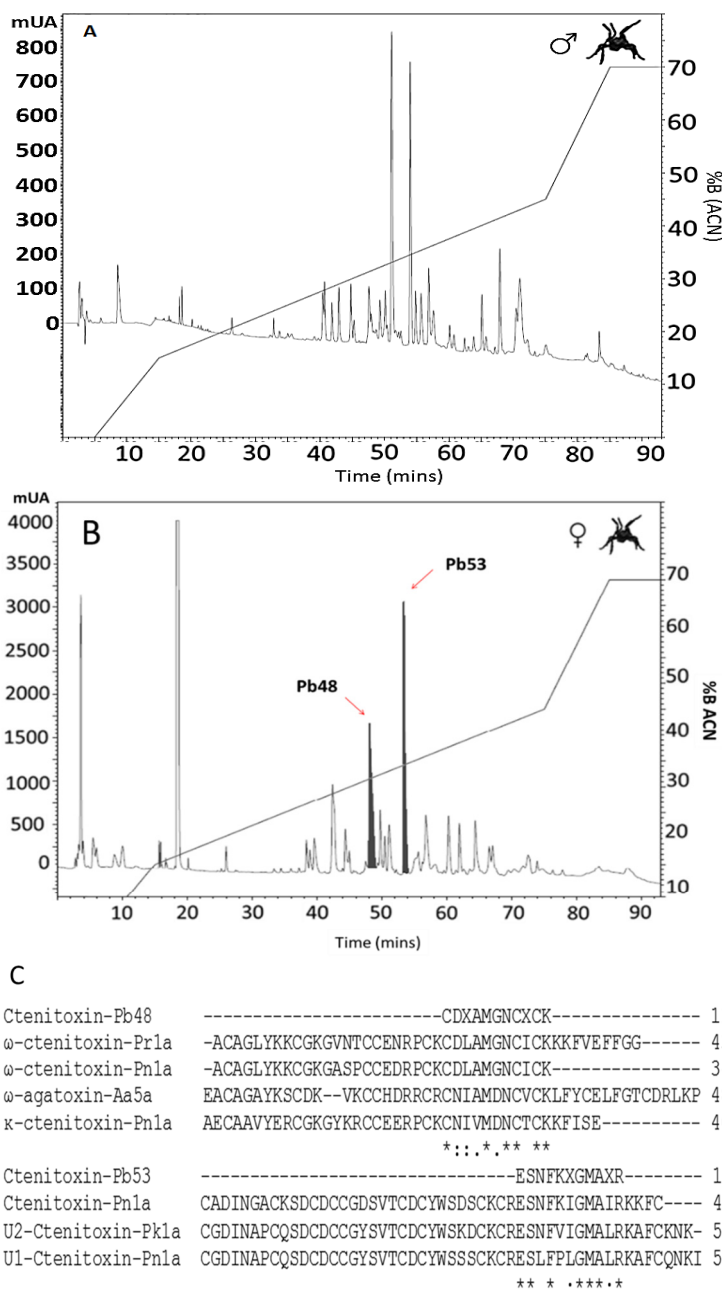 mUA
A
♂
800
700
600
500
400
300
200
100
0
70
60
50
40
30
20
10
%B (ACN)
10 20 30 40 50 60 70 80 90
Time (mins)
mUA
B
♀
4000
3500
3000
2500
2000
1500
1000
500
0
Pb53
Pb48
70
60
50
40
30
20
10
%B ACN
10 20 30 40 50 60 70 80 90
Time (mins)
C
Ctenitoxin-Pb48 ------------------------CDXAMGNCXCK--------------- 1
ω-ctenitoxin-Pr1a -ACAGLYKKCGKGVNTCCENRPCKCDLAMGNCICKKKFVEFFGG------ 4
ω-ctenitoxin-Pn1a -ACAGLYKKCGKGASPCCEDRPCKCDLAMGNCICK--------------- 3
ω-agatoxin-Aa5a EACAGAYKSCDK--VKCCHDRRCRCNIAMDNCVCKLFYCELFGTCDRLKP 4
κ-ctenitoxin-Pn1a AECAAVYERCGKGYKRCCEERPCKCNIVMDNCTCKKFISE---------- 4
*::.*.** **
Ctenitoxin-Pb53 --------------------------------ESNFKXGMAXR-------- 1
Ctenitoxin-Pn1a CADINGACKSDCDCCGDSVTCDCYWSDSCKCRESNFKIGMAIRKKFC---- 4
U2-Ctenitoxin-Pk1a CGDINAPCQSDCDCCGYSVTCDCYWSKDCKCRESNFVIGMALRKAFCKNK- 5
U1-Ctenitoxin-Pn1a CGDINAPCQSDCDCCGYSVTCDCYWSSSCKCRESLFPLGMALRKAFCQNKI 5
** * .***.*